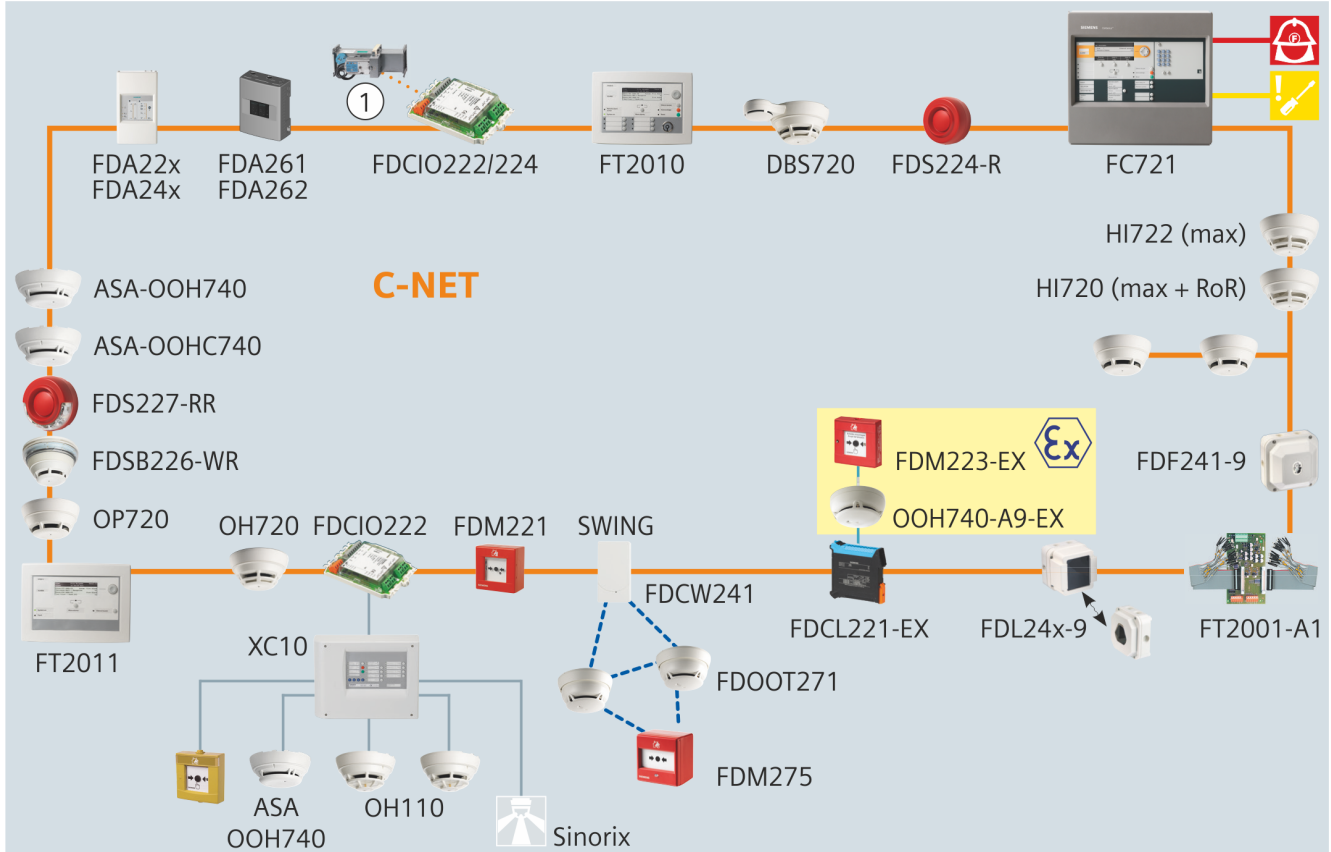 SIEMENS
F
1
FDA22x
FDA24x
FDA261
FDA262
FDCIO222/224
FT2010
DBS720
FDS224-R
FC721
HI722 (max)
HI720 (max + RoR)
ASA-OOH740
C-NET
ASA-OOHC740
FDS227-RR
FDSB226-WR
OP720
FDM223-EX
Ex
FDF241-9
OOH740-A9-EX
OH720
FDCIO222
FDM221
SWING
FDCW241
FT2011
XC10
FDCL221-EX
FDL24x-9
FT2001-A1
FDOOT271
FDM275
ASA
OOH740
OH110
Sinorix